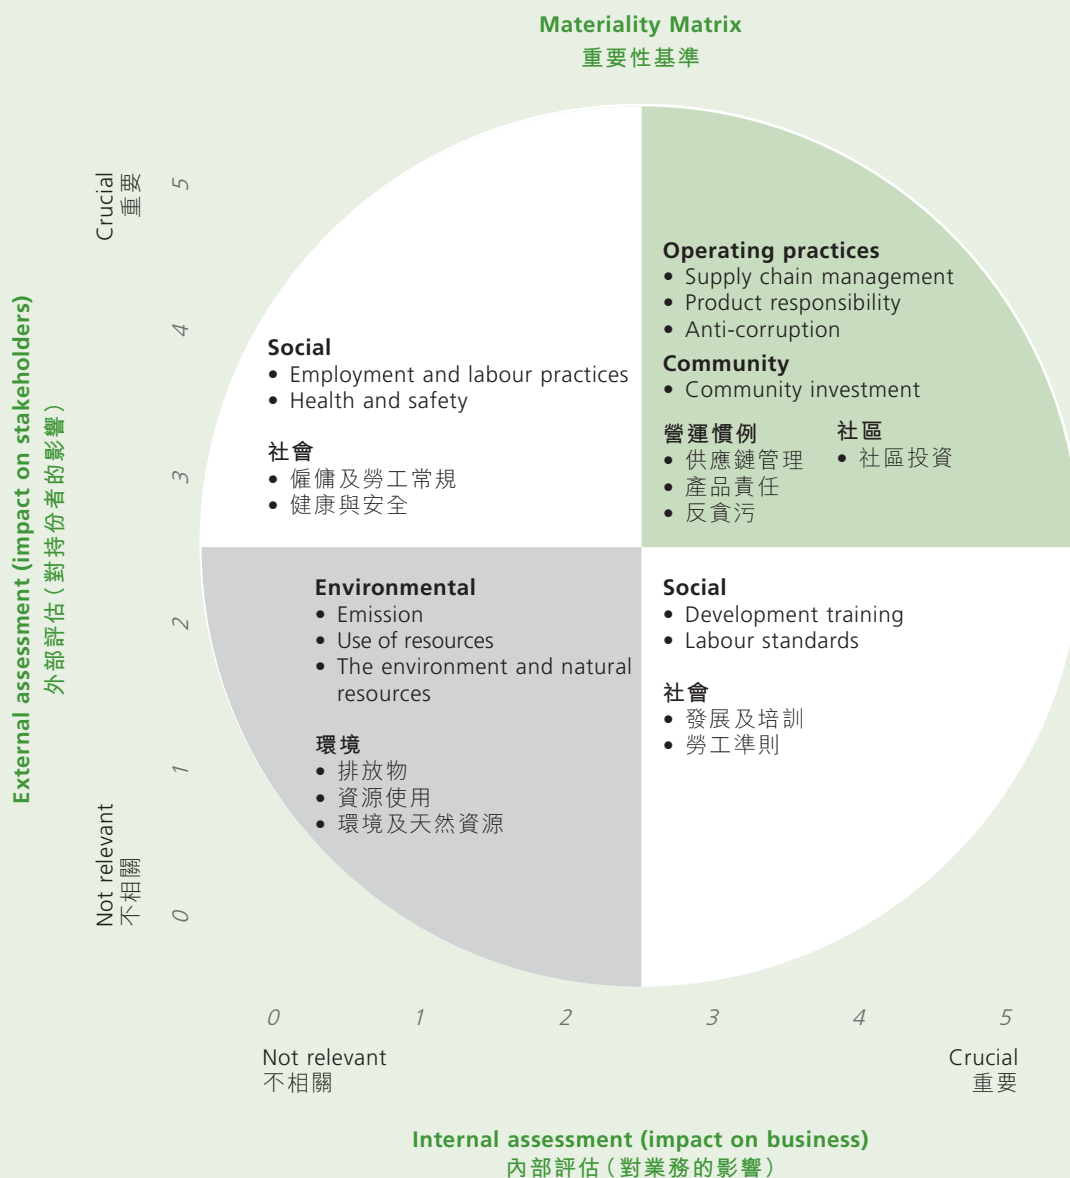 Materiality Matrix
重要性基準
External assessment (impact on stakeholders)
外部評估（對持份者的影響）
Crucial
重要
Not relevant
不相關
5
4
3
2
1
0
Social
• Employment and labour practices
• Health and safety
社會
• 僱傭及勞工常規
• 健康與安全
Operating practices
• Supply chain management
• Product responsibility
• Anti-corruption
Community
• Community investment
營運慣例
• 供應鏈管理
• 產品責任
• 反貪污
社區
• 社區投資
Environmental
• Emission
• Use of resources
• The environment and natural
resources
環境
• 排放物
• 資源使用
• 環境及天然資源
Social
• Development training
• Labour standards
社會
• 發展及培訓
• 勞工準則
0 1 2 3 4 5
Not relevant
不相關
Crucial
重要
Internal assessment (impact on business)
內部評估（對業務的影響）